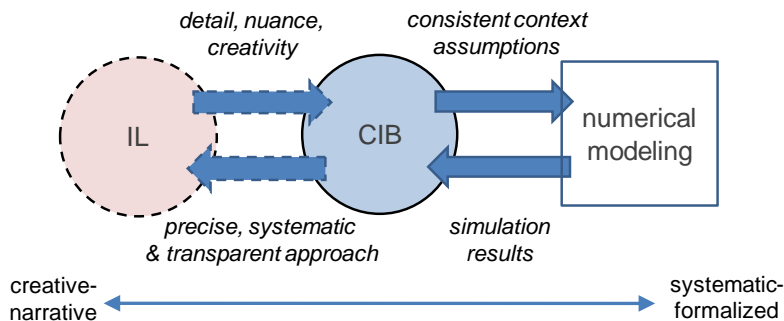 detail, nuance,
creativity
consistent context
assumptions
IL
CIB
numerical
modeling
precise, systematic
& transparent approach
simulation
results
creative-
narrative
systematic-
formalized